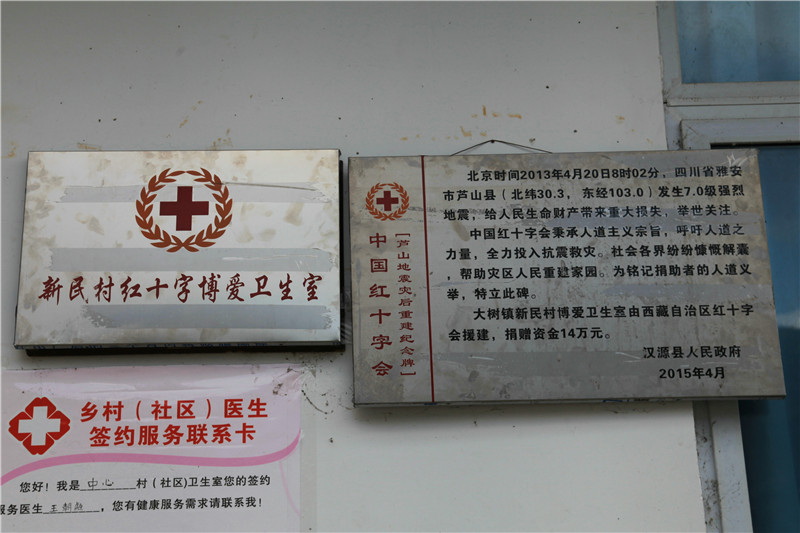 新民村红十字博爱卫生室
中国红十字会
[芦山地震灾后重建纪念牌]
北京时间2013年4月20日8时02分，四川省雅安
市芦山县（北纬30.3，东经103.0）发生7.0级强烈
地震，给人民生命财产带来重大损失，举世关注。
中国红十字会秉承人道主义宗旨，呼吁人道之
力量，全力投入抗震救灾。社会各界纷纷慷慨解囊
，帮助灾区人民重建家园。为铭记捐助者的人道义
举，特立此碑。
大树镇新民村博爱卫生室由西藏自治区红十字
会援建，捐赠资金14万元。
汉源县人民政府
2015年4月
乡村（社区）医生
签约服务联系卡
您好！我是 中心 村（社区)卫生室您的签约
服务医生 王朝 ，您有健康服务需求请联系我！